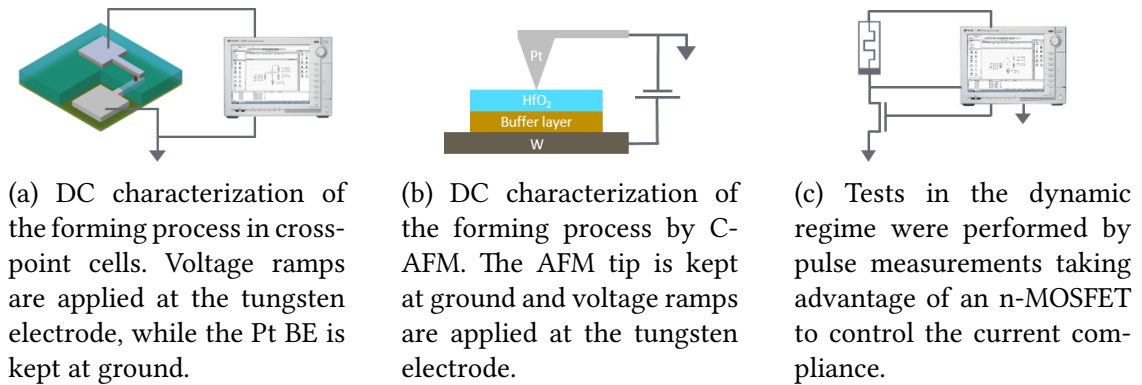 Pt
HfO₂
Buffer layer
W
(a) DC characterization of
the forming process in cross-
point cells. Voltage ramps
are applied at the tungsten
electrode, while the Pt BE is
kept at ground.
(b) DC characterization of
the forming process by C-
AFM. The AFM tip is kept
at ground and voltage ramps
are applied at the tungsten
electrode.
(c) Tests in the dynamic
regime were performed by
pulse measurements taking
advantage of an n-MOSFET
to control the current com-
pliance.